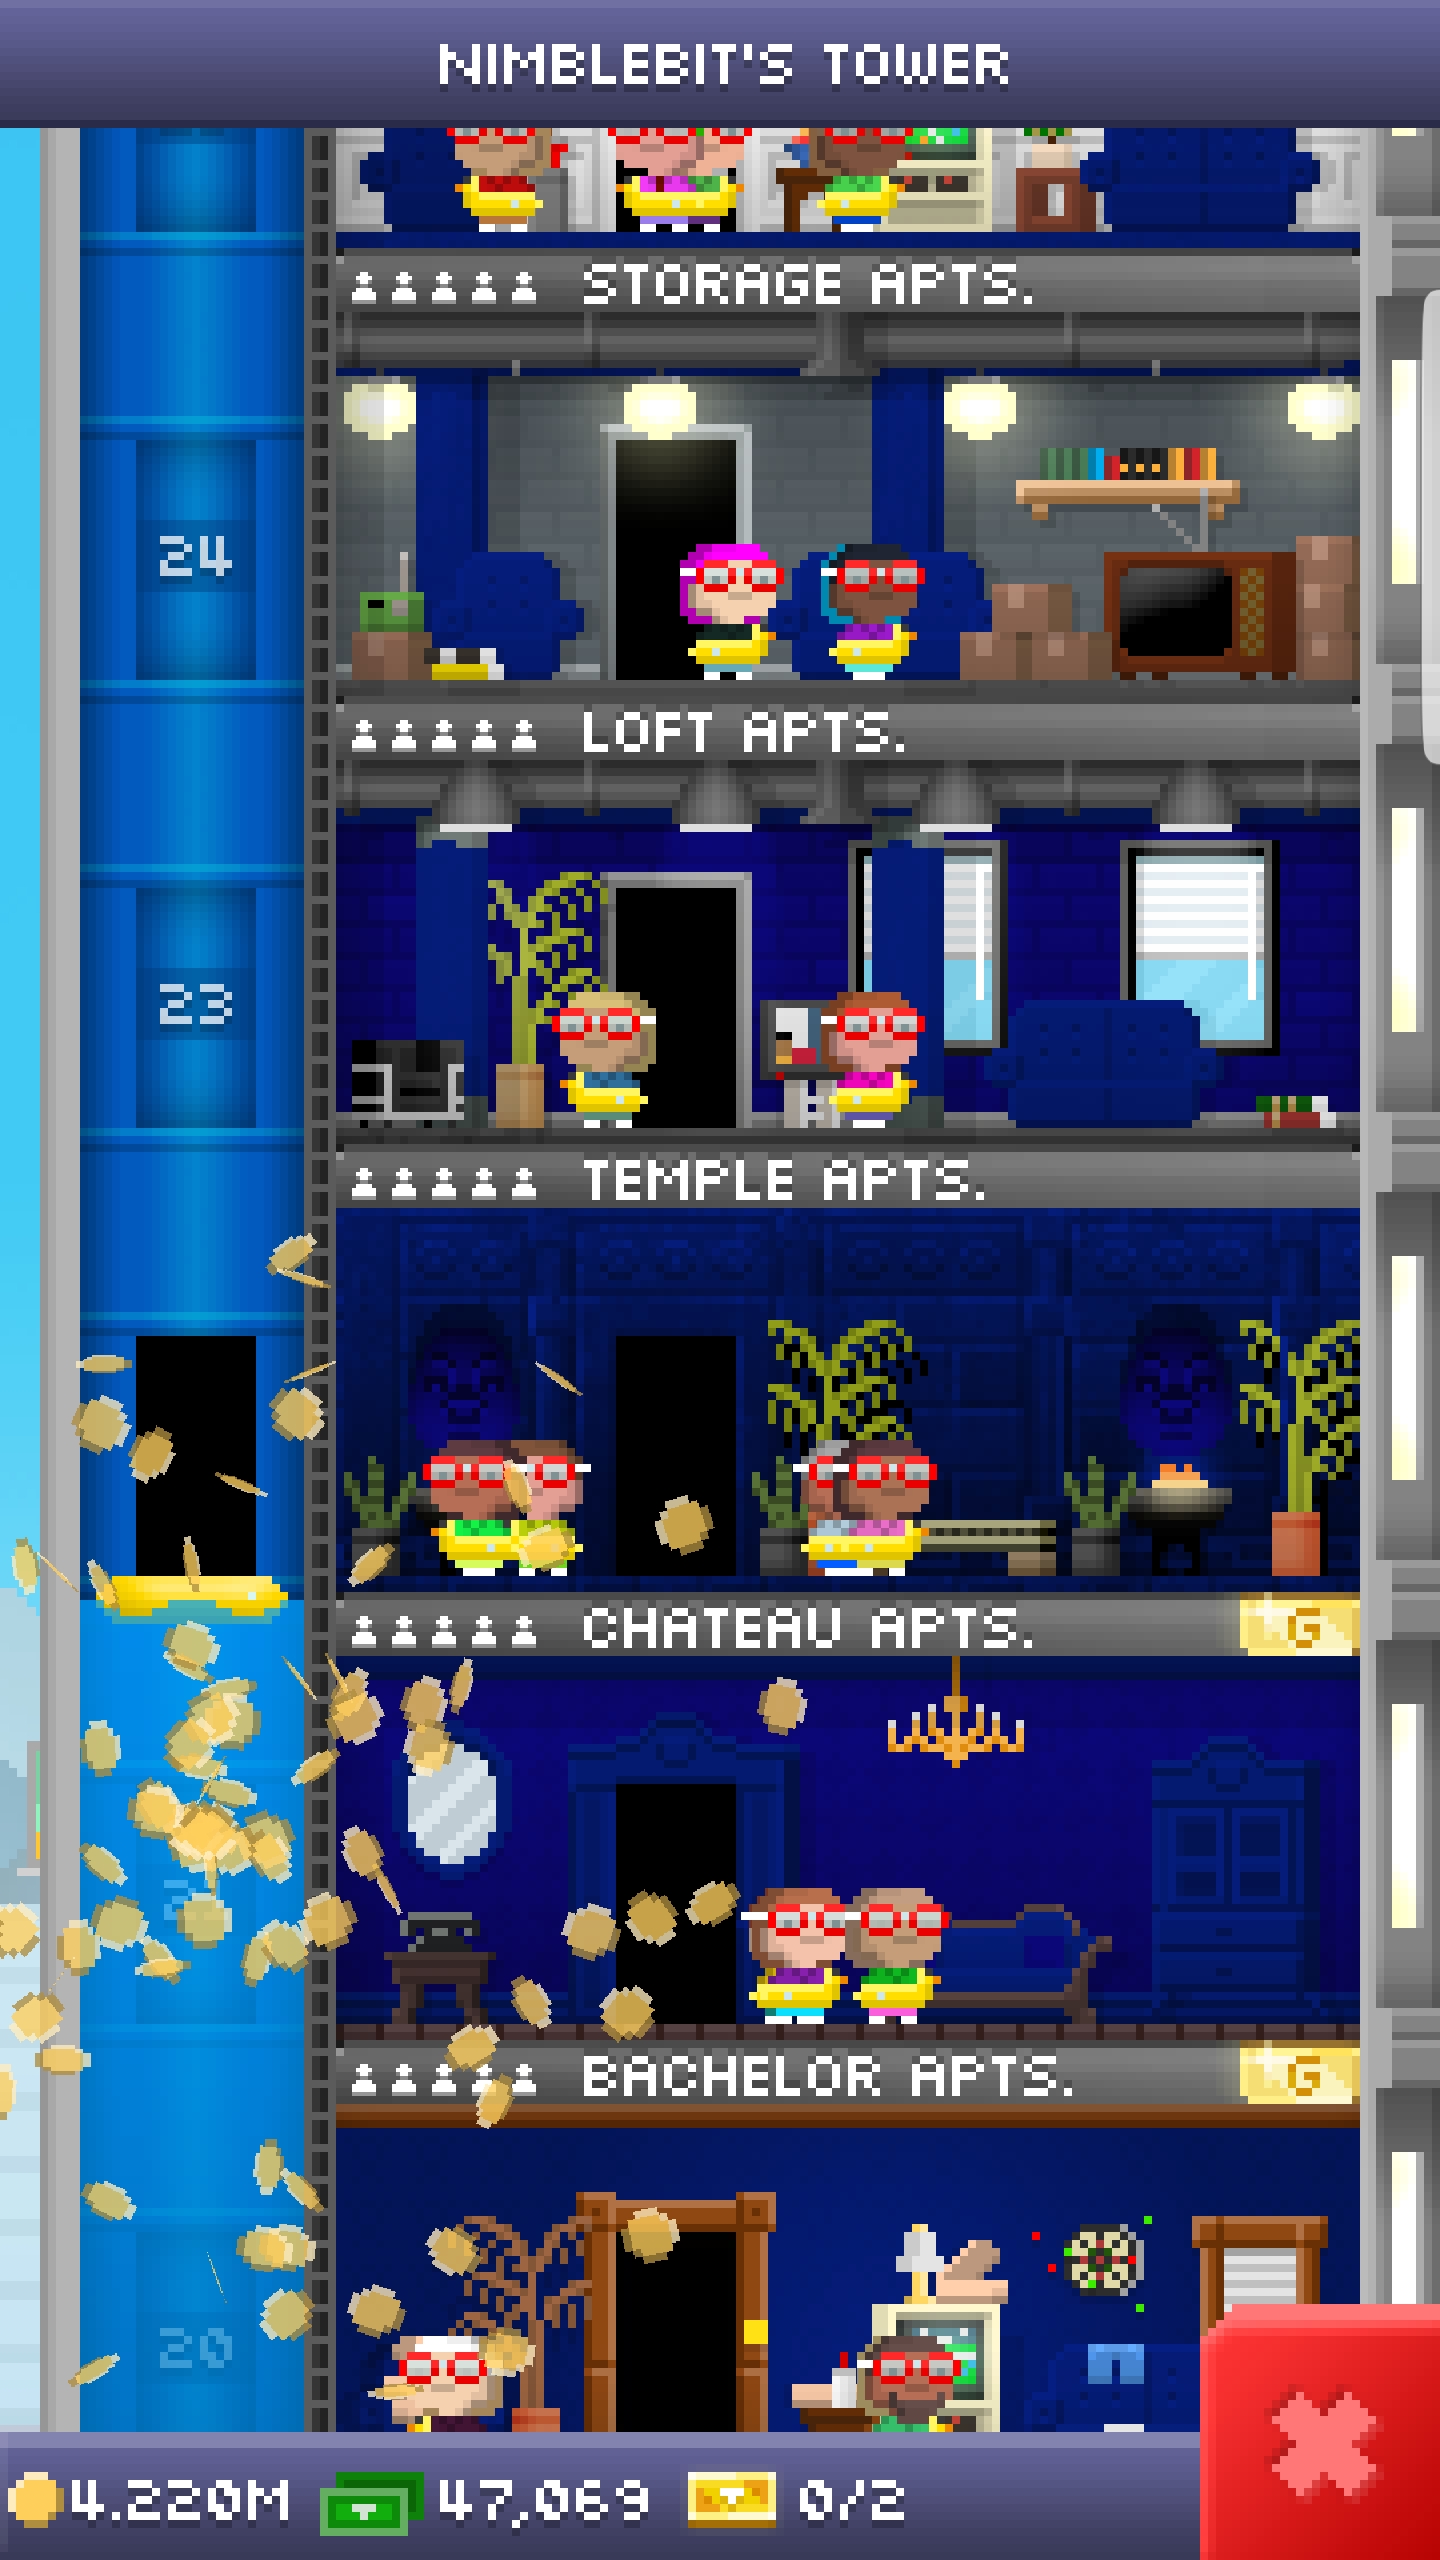 NIMBLEBIT'S TOWER
STORAGE APTS.
24
LOFT APTS.
23
TEMPLE APTS.
CHATEAU APTS. G
BACHELOR APTS. G
20
4.220M 47,069 0/2